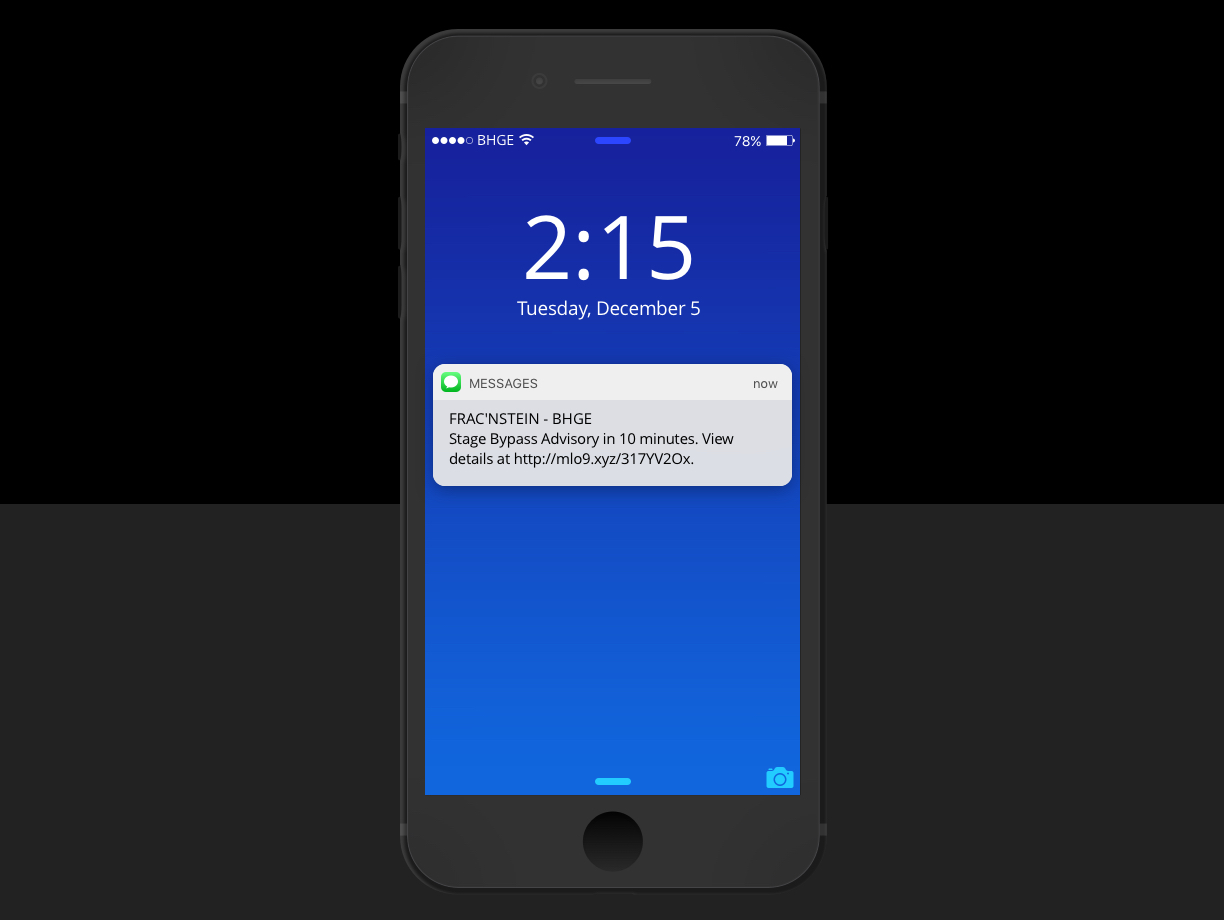 BHGE
78%
2:15
Tuesday, December 5
MESSAGES
now
FRAC'NSTEIN - BHGE
Stage Bypass Advisory in 10 minutes. View
details at http://mlo9.xyz/317YV2Ox.